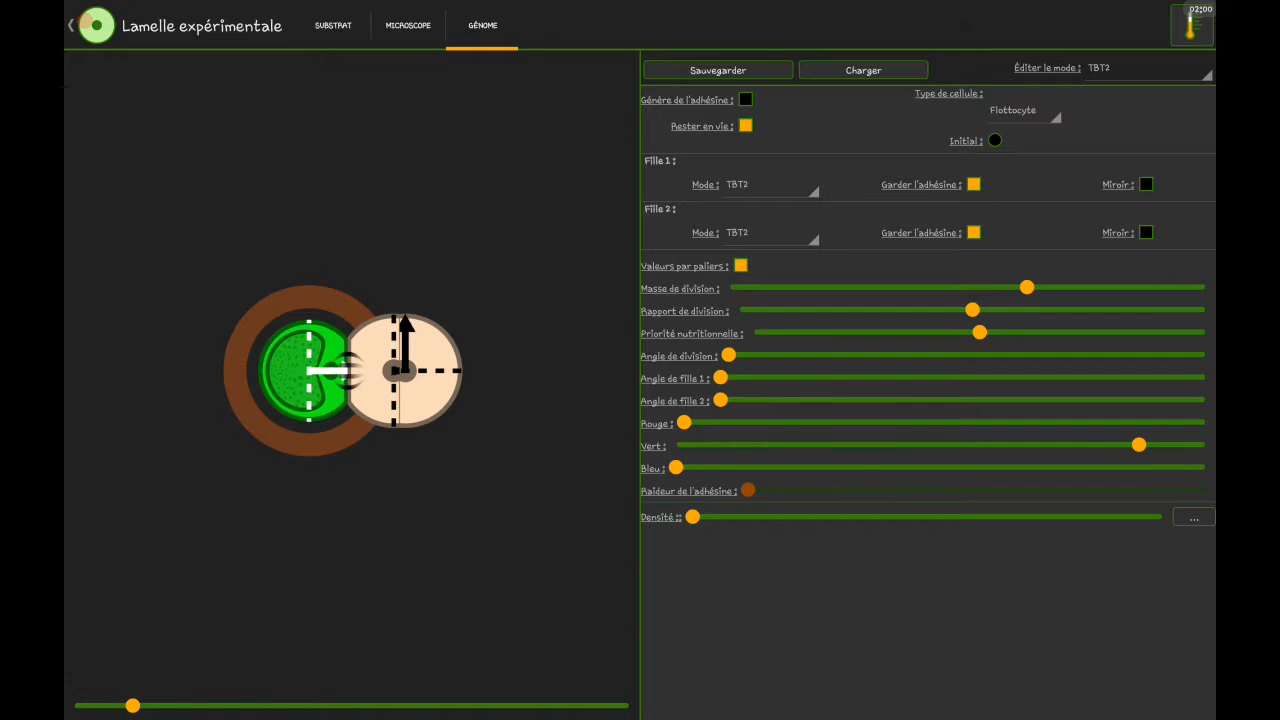 Lamelle expérimentale
SUBSTRAT
MICROSCOPE
GÉNOME
02:00
Sauvegarder
Charger
Éditer le mode :
TBT2
Génère de l'adhésine :
Type de cellule :
Flottocyte
Rester en vie :
Initial :
Fille 1 :
Mode :
TBT2
Garder l'adhésine :
Miroir :
Fille 2 :
Mode :
TBT2
Garder l'adhésine :
Miroir :
Valeurs par paliers :
Masse de division :
Rapport de division :
Priorité nutritionnelle :
Angle de division :
Angle de fille 1 :
Angle de fille 2 :
Rouge :
Vert :
Bleu :
Raideur de l'adhésine :
Densité ::
...